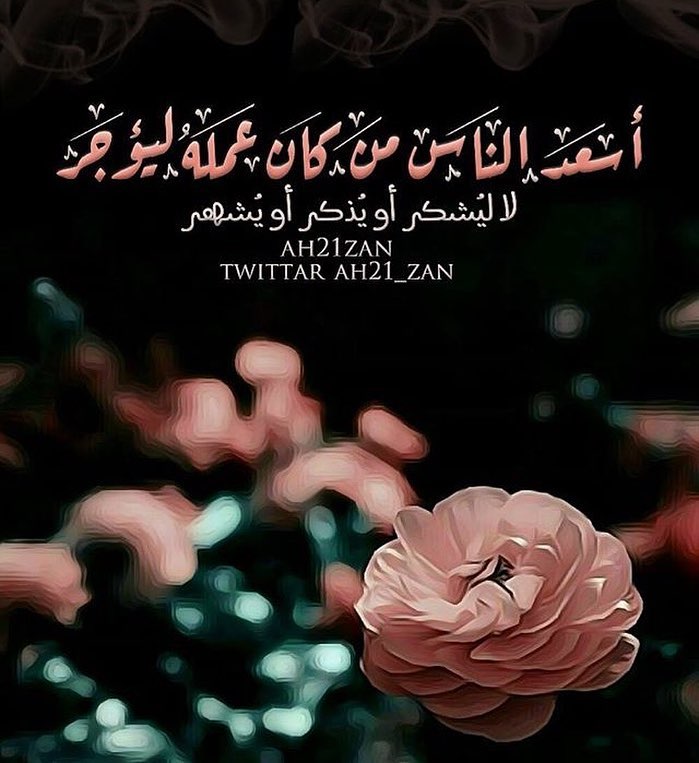 أسعد الناس من كان عمله ليؤجر
لا ليُشكر أو يُذكر أو يُشهر
AH21ZAN
TWITTAR AH21_ZAN